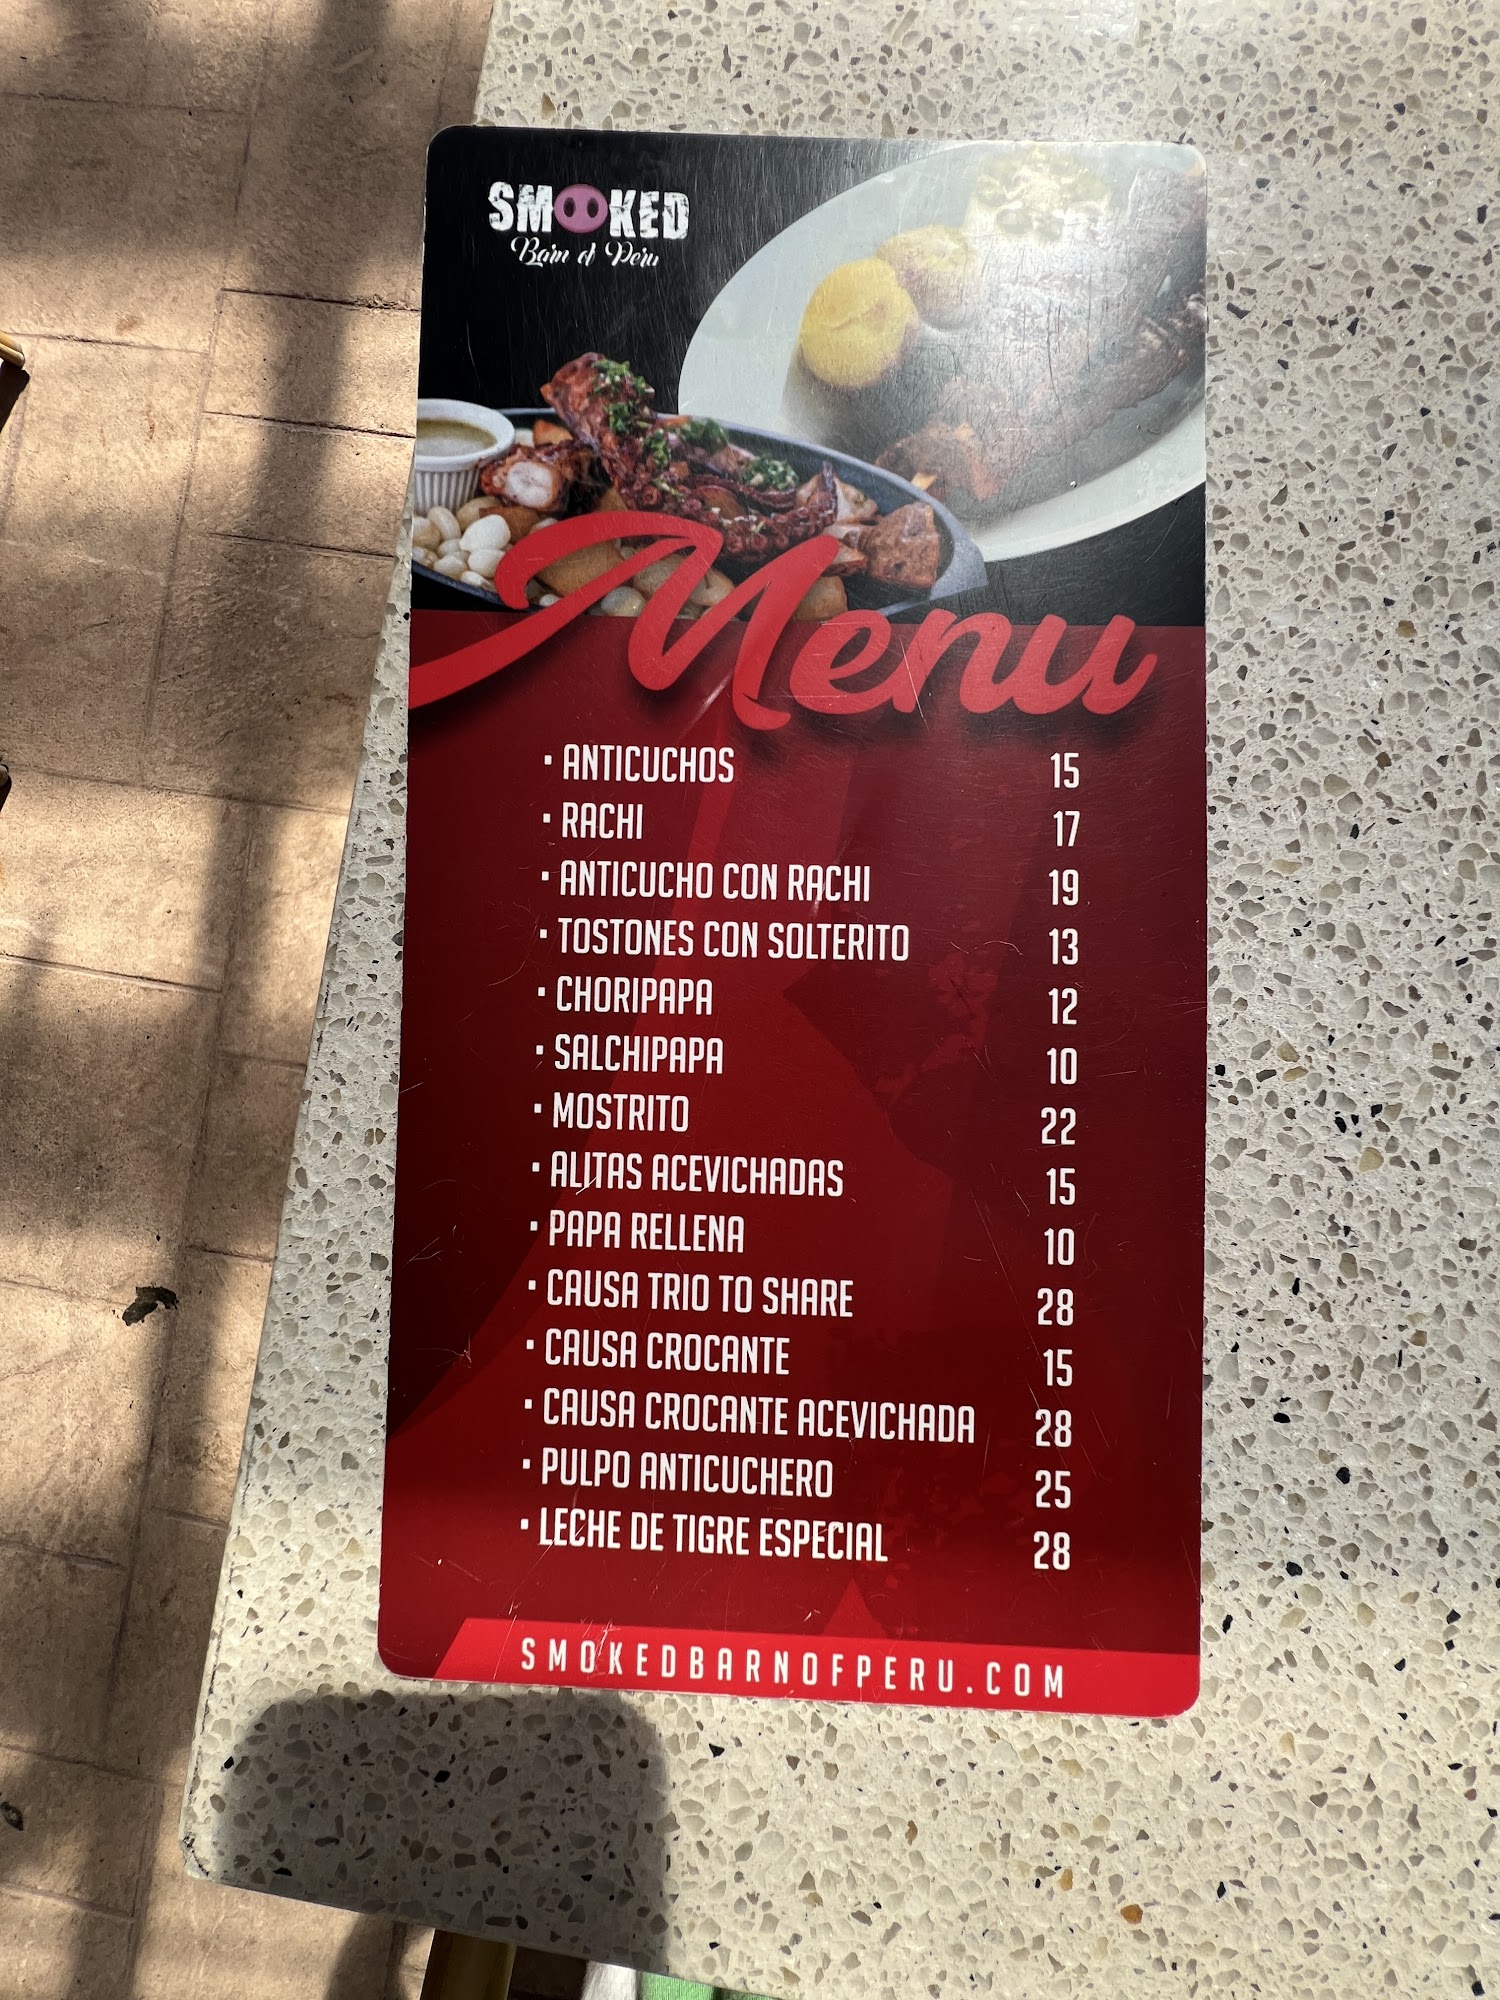 SMOKED
Barn of Peru
Menu
· ANTICUCHOS 15
· RACHI 17
· ANTICUCHO CON RACHI 19
· TOSTONES CON SOLTERITO 13
· CHORIPAPA 12
· SALCHIPAPA 10
· MOSTRITO 22
· ALITAS ACEVICHADAS 15
· PAPA RELLENA 10
· CAUSA TRIO TO SHARE 28
· CAUSA CROCANTE 15
· CAUSA CROCANTE ACEVICHADA 28
· PULPO ANTICUCHERO 25
· LECHE DE TIGRE ESPECIAL 28
SMOKEDBARNOFPERU.COM